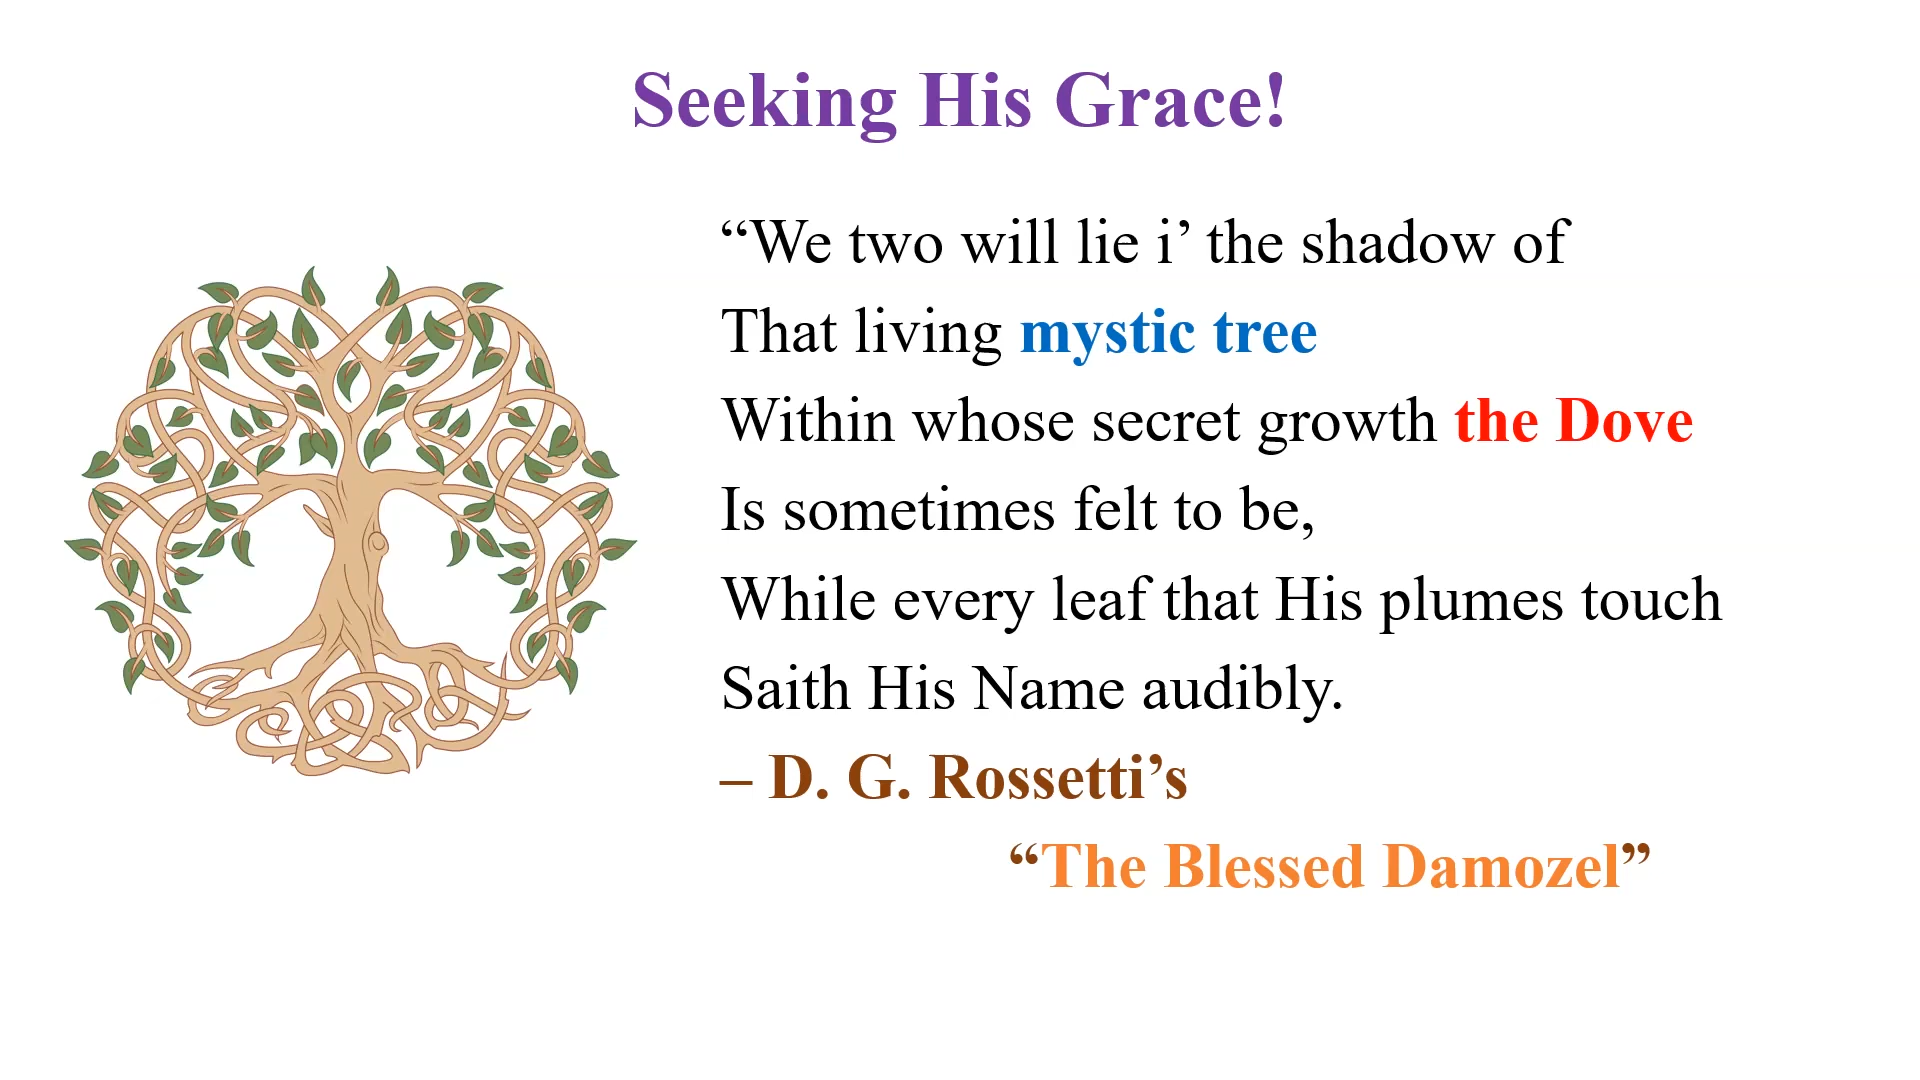 Seeking His Grace!
“We two will lie i’ the shadow of
That living mystic tree
Within whose secret growth the Dove
Is sometimes felt to be,
While every leaf that His plumes touch
Saith His Name audibly.
– D. G. Rossetti’s
“The Blessed Damozel”